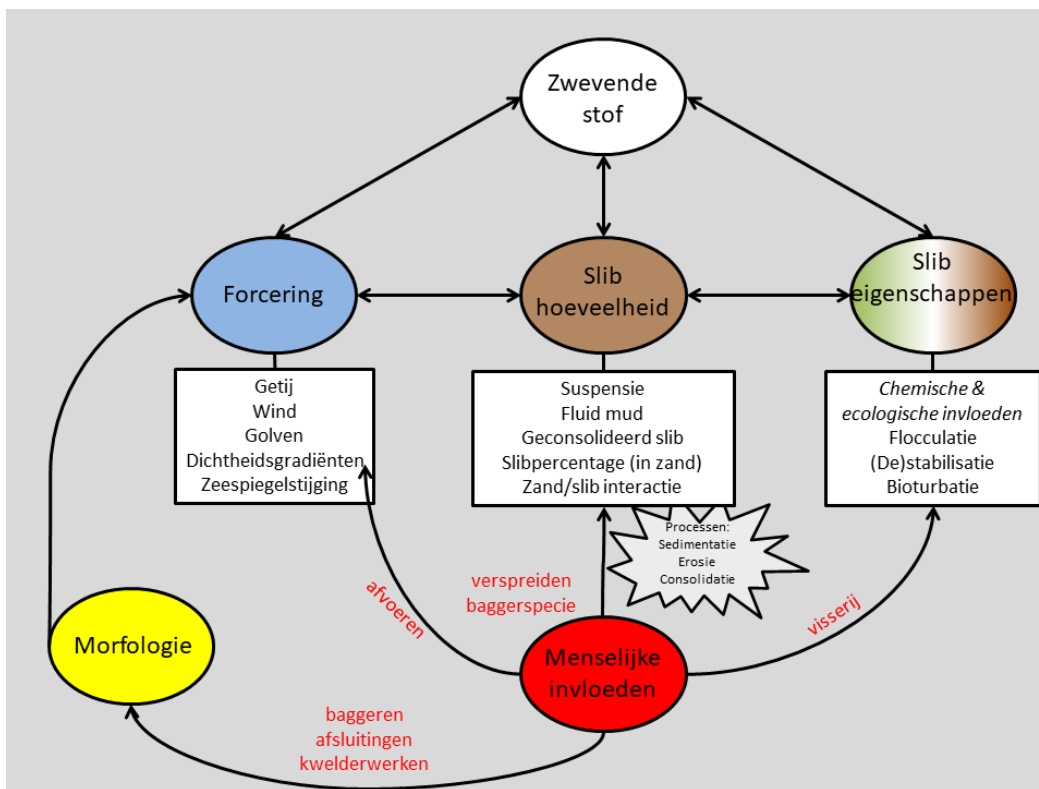 Zwevende
stof
Forcering
Slib
hoeveelheid
Slib
eigenschappen
Getij
Wind
Golven
Dichtheidsgradiënten
Zeespiegelstijging
Suspensie
Fluid mud
Geconsolideerd slib
Slibpercentage (in zand)
Zand/slib interactie
Chemische &
ecologische invloeden
Flocculatie
(De)stabilisatie
Bioturbatie
Processen:
Sedimentatie
Erosie
Consolidatie
afvoeren
verspreiden
baggerspecie
visserij
Morfologie
Menselijke
invloeden
baggeren
afsluitingen
kwelderwerken